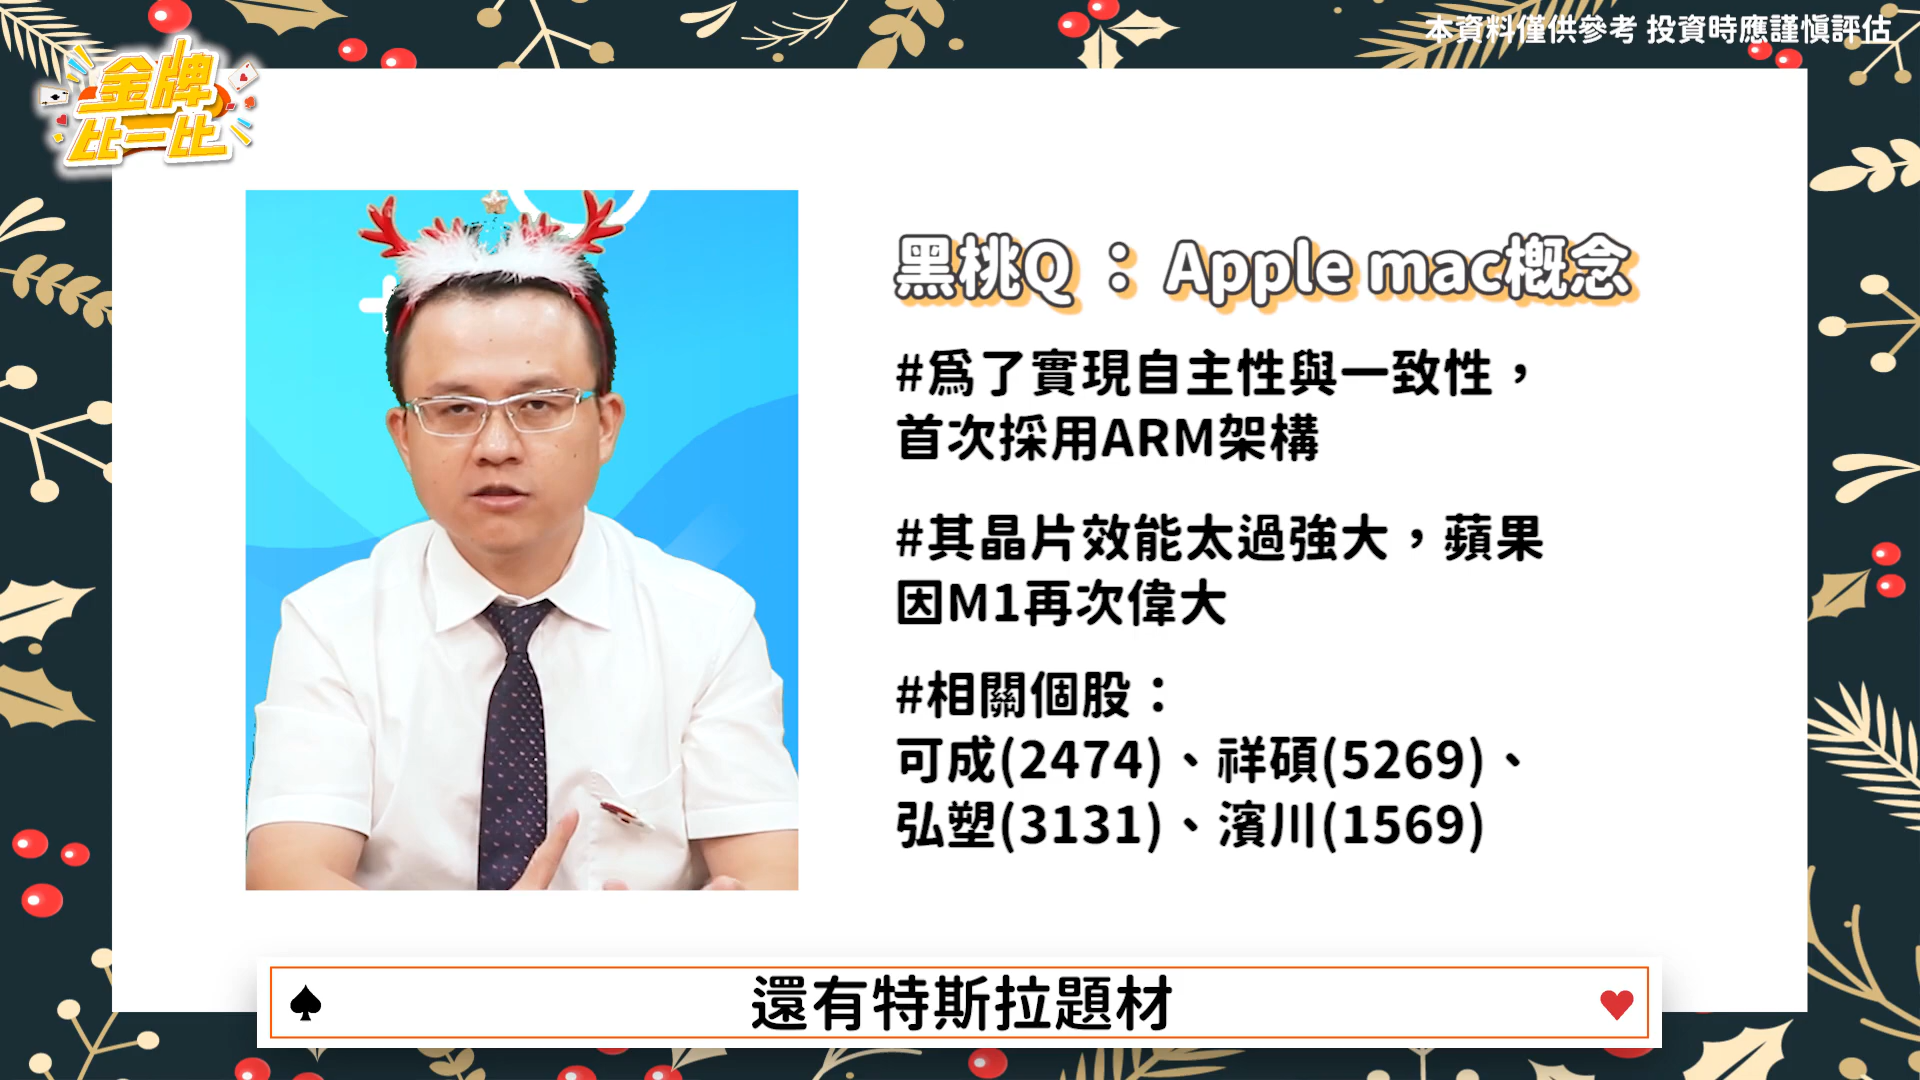 本資料僅供參考 投資時應謹慎評估
金牌
比一比
黑桃Q：Apple mac概念
#為了實現自主性與一致性，
首次採用ARM架構
#其晶片效能太過強大，蘋果
因M1再次偉大
#相關個股：
可成(2474)、祥碩(5269)、
弘塑(3131)、濱川(1569)
還有特斯拉題材